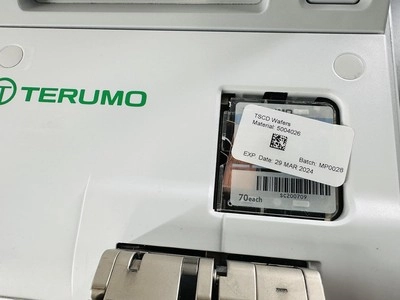 TERUMO
TSCD Wafers
Material: 5004026
Batch: MP0028
EXP. Date: 29 MAR 2024
70each
SC200709